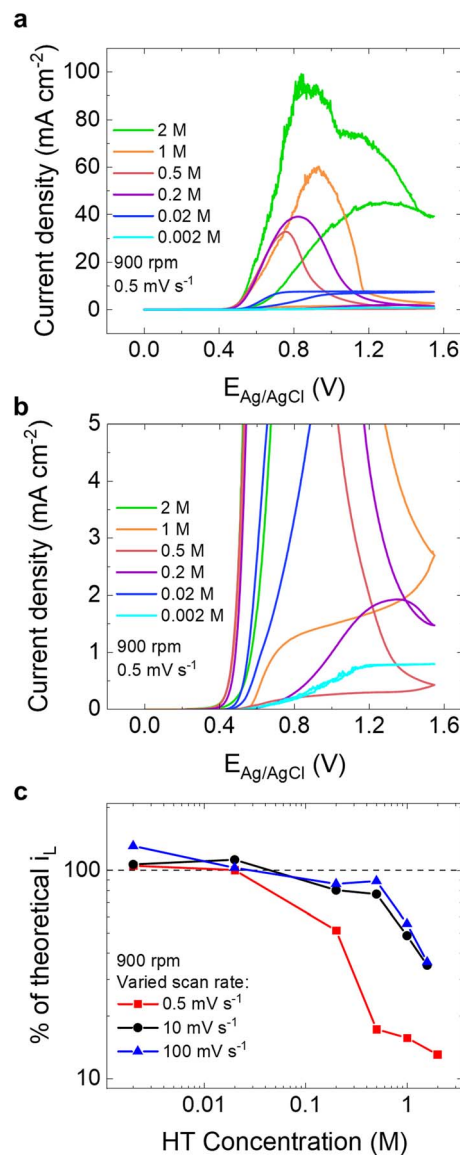 a
Current density (mA cm⁻²)
100
80
60
40
20
0
2 M
1 M
0.5 M
0.2 M
0.02 M
0.002 M
900 rpm
0.5 mV s⁻¹
0.0 0.4 0.8 1.2 1.6
E_Ag/AgCl (V)
b
Current density (mA cm⁻²)
5
4
3
2
1
0
2 M
1 M
0.5 M
0.2 M
0.02 M
0.002 M
900 rpm
0.5 mV s⁻¹
0.0 0.4 0.8 1.2 1.6
E_Ag/AgCl (V)
c
% of theoretical i_L
100
10
900 rpm
Varied scan rate:
0.5 mV s⁻¹
10 mV s⁻¹
100 mV s⁻¹
0.01 0.1 1
HT Concentration (M)